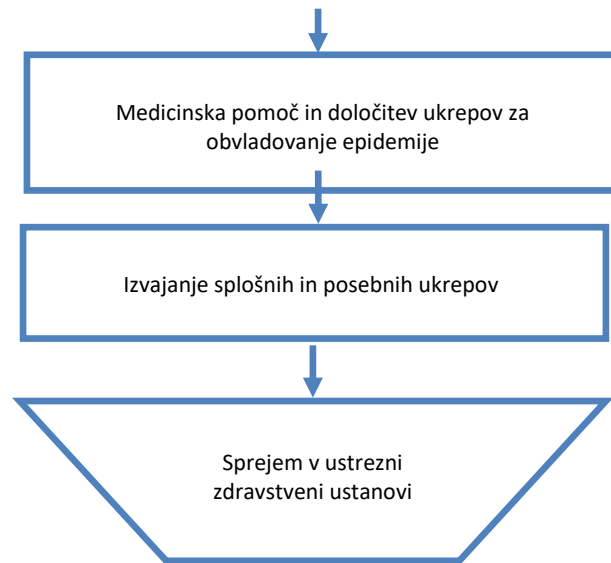 Medicinska pomoč in določitev ukrepov za
obvladovanje epidemije
Izvajanje splošnih in posebnih ukrepov
Sprejem v ustrezni
zdravstveni ustanovi